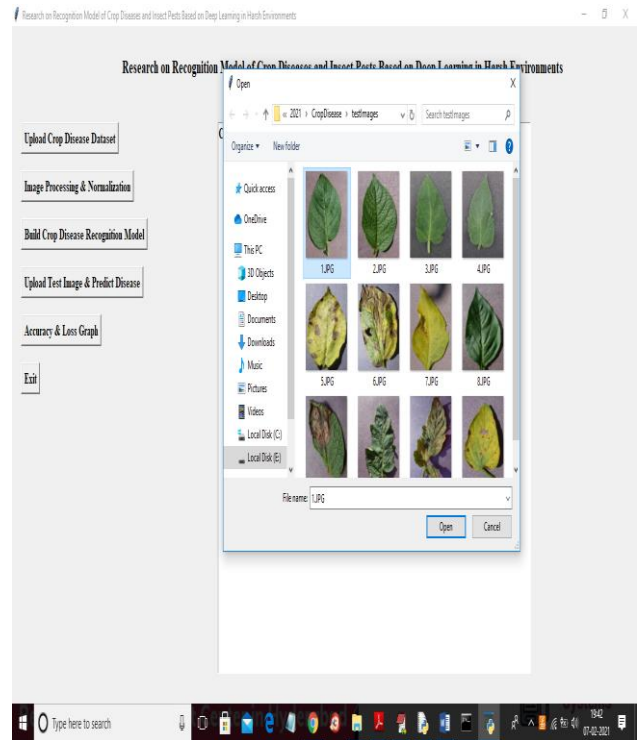 Research on Recognition Model of Crop Diseases and Insect Pests Based on Deep Learning in Harsh Environments
Research on Recognition Model of Crop Diseases and Insect Pests Based on Deep Learning in Harsh Environments
Upload Crop Disease Dataset
Image Processing & Normalization
Build Crop Disease Recognition Model
Upload Test Image & Predict Disease
Accuracy & Loss Graph
Exit
Open
« 2021 > CropDisease > testImages
Search testImages
Organize
New folder
Quick access
OneDrive
This PC
3D Objects
Desktop
Documents
Downloads
Music
Pictures
Videos
Local Disk (C:)
Local Disk (E:)
1.JPG 2.JPG 3.JPG 4.JPG
5.JPG 6.JPG 7.JPG 8.JPG
File name: 1.JPG
Open Cancel
Type here to search
19:42
07-02-2021